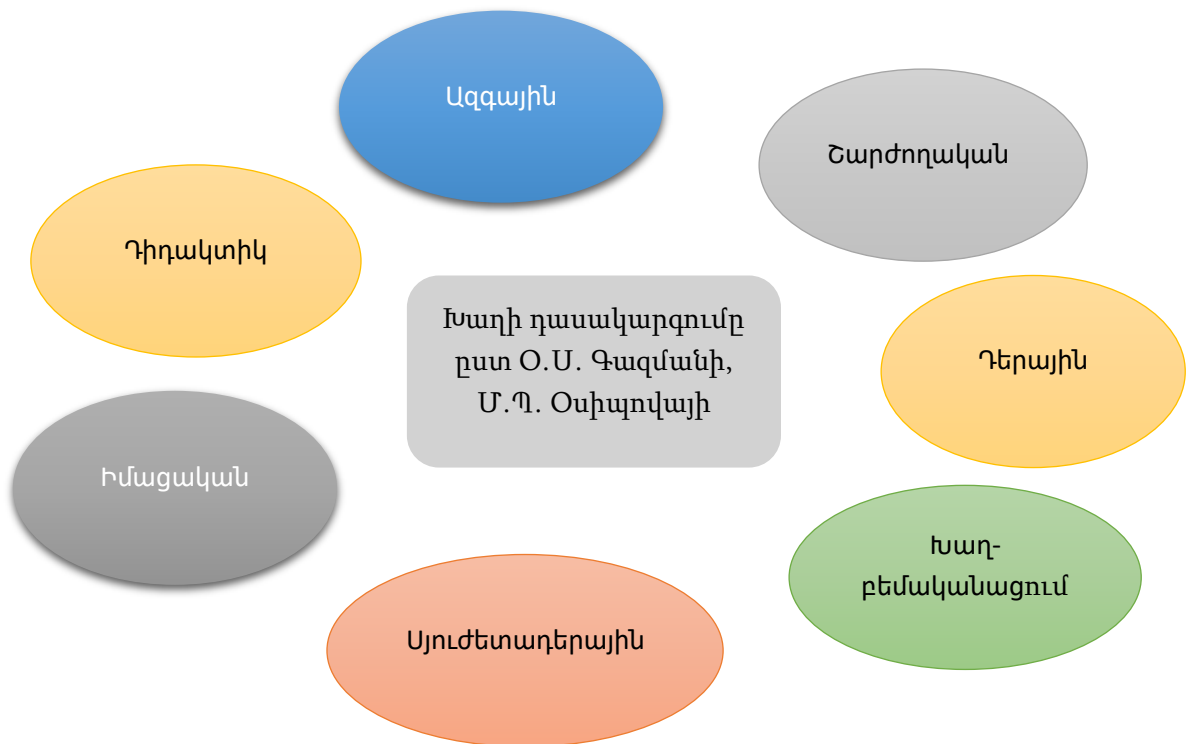 Ազգային
Շարժողական
Դիդակտիկ
Խաղի դասակարգումը
ըստ Օ.Ս. Գազմանի,
Մ.Պ. Օսիպովայի
Դերային
Իմացական
Խաղ-
բեմականացում
Սյուժետադերային